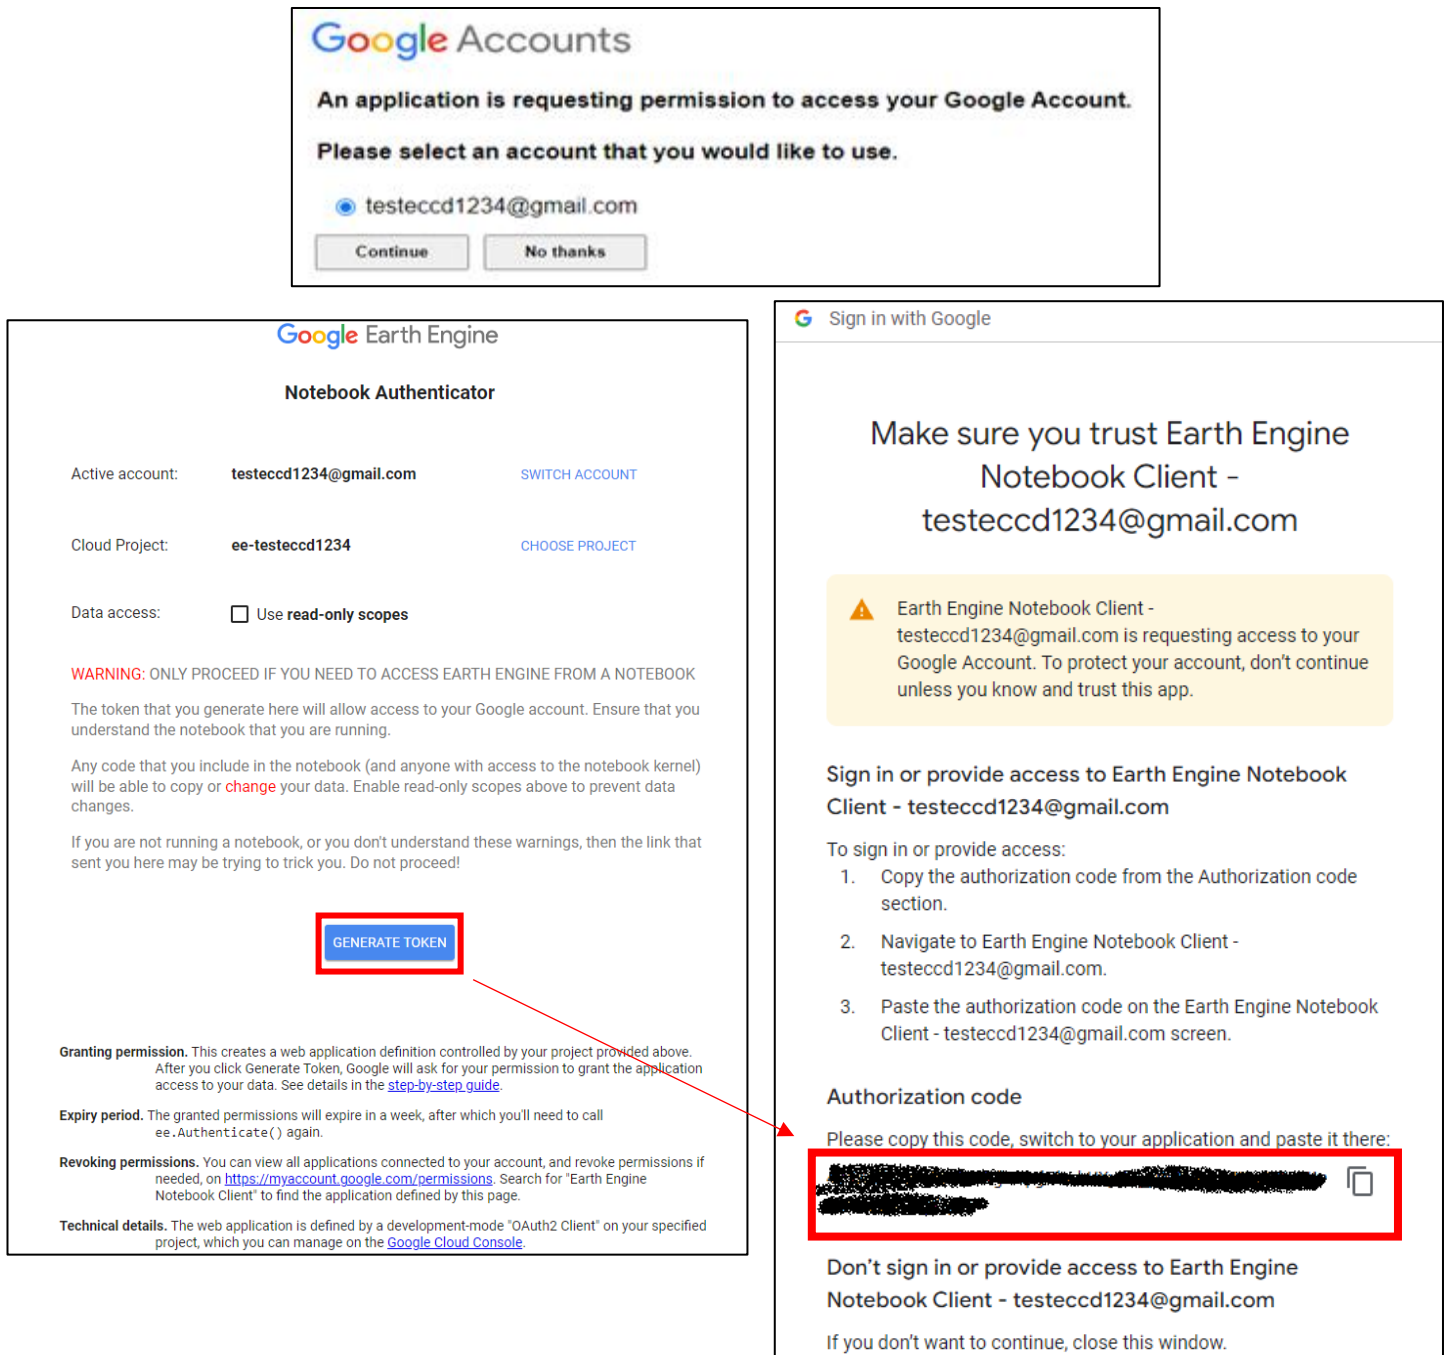 Google Accounts
An application is requesting permission to access your Google Account.
Please select an account that you would like to use.
testeccd1234@gmail.com
Continue No thanks
Google Earth Engine
Notebook Authenticator
Active account: testeccd1234@gmail.com SWITCH ACCOUNT
Cloud Project: ee-testeccd1234 CHOOSE PROJECT
Data access: Use read-only scopes
WARNING: ONLY PROCEED IF YOU NEED TO ACCESS EARTH ENGINE FROM A NOTEBOOK
The token that you generate here will allow access to your Google account. Ensure that you
understand the notebook that you are running.
Any code that you include in the notebook (and anyone with access to the notebook kernel)
will be able to copy or change your data. Enable read-only scopes above to prevent data
changes.
If you are not running a notebook, or you don't understand these warnings, then the link that
sent you here may be trying to trick you. Do not proceed!
GENERATE TOKEN
Granting permission. This creates a web application definition controlled by your project provided above.
After you click Generate Token, Google will ask for your permission to grant the application
access to your data. See details in the step-by-step guide.
Expiry period. The granted permissions will expire in a week, after which you'll need to call
ee.Authenticate() again.
Revoking permissions. You can view all applications connected to your account, and revoke permissions if
needed, on https://myaccount.google.com/permissions. Search for "Earth Engine
Notebook Client" to find the application defined by this page.
Technical details. The web application is defined by a development-mode "OAuth2 Client" on your specified
project, which you can manage on the Google Cloud Console.
Sign in with Google
Make sure you trust Earth Engine
Notebook Client -
testeccd1234@gmail.com
Earth Engine Notebook Client -
testeccd1234@gmail.com is requesting access to your
Google Account. To protect your account, don't continue
unless you know and trust this app.
Sign in or provide access to Earth Engine Notebook
Client - testeccd1234@gmail.com
To sign in or provide access:
1. Copy the authorization code from the Authorization code
section.
2. Navigate to Earth Engine Notebook Client -
testeccd1234@gmail.com.
3. Paste the authorization code on the Earth Engine Notebook
Client - testeccd1234@gmail.com screen.
Authorization code
Please copy this code, switch to your application and paste it there:
Don't sign in or provide access to Earth Engine
Notebook Client - testeccd1234@gmail.com
If you don't want to continue, close this window.